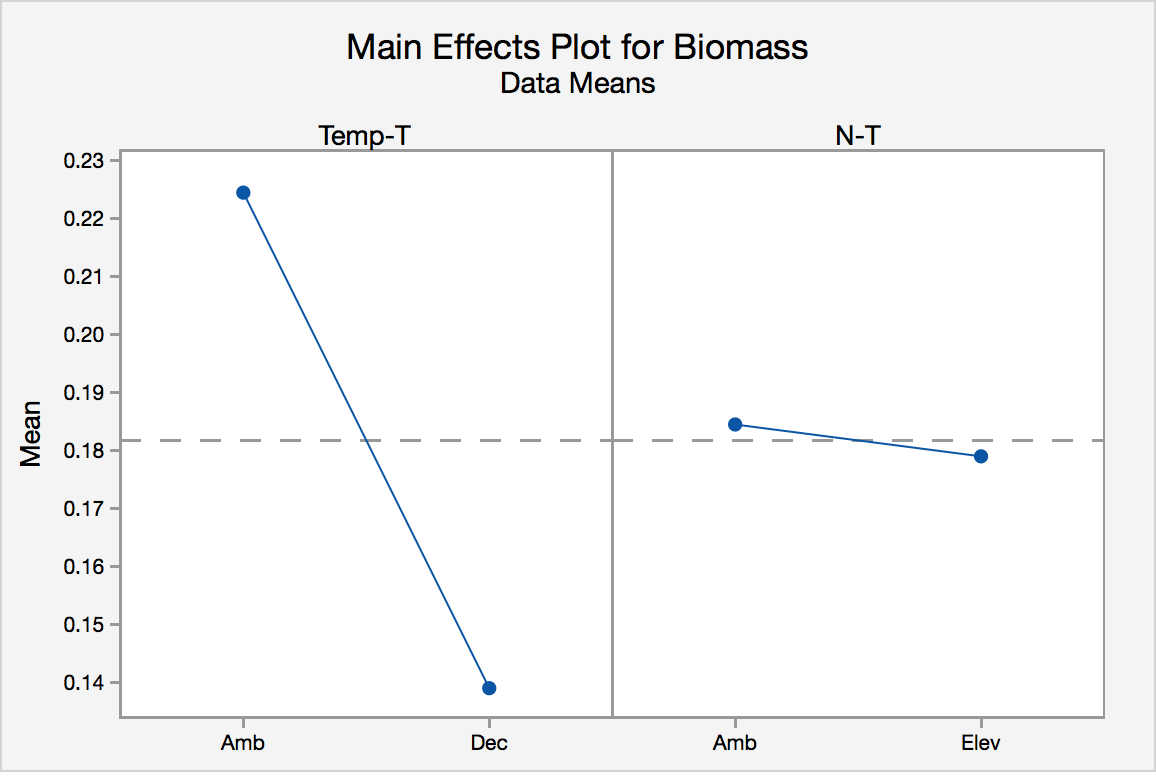 Main Effects Plot for Biomass
Data Means
Temp-T
N-T
0.23
0.22
0.21
0.20
0.19
0.18
0.17
0.16
0.15
0.14
Mean
Amb
Dec
Amb
Elev